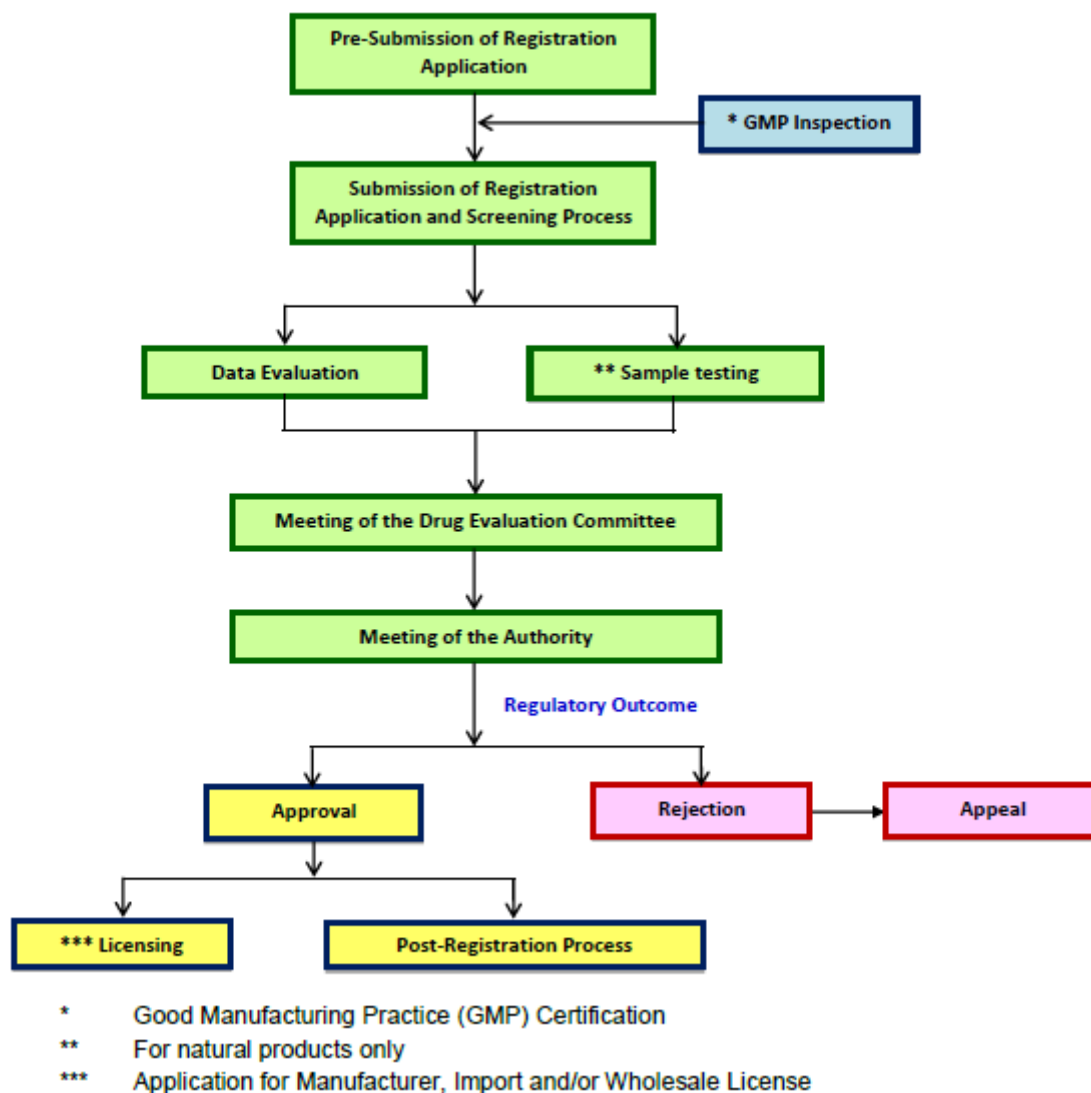 Pre-Submission of Registration
Application
* GMP Inspection
Submission of Registration
Application and Screening Process
Data Evaluation
** Sample testing
Meeting of the Drug Evaluation Committee
Meeting of the Authority
Regulatory Outcome
Approval
Rejection
Appeal
*** Licensing
Post-Registration Process
* Good Manufacturing Practice (GMP) Certification
** For natural products only
*** Application for Manufacturer, Import and/or Wholesale License